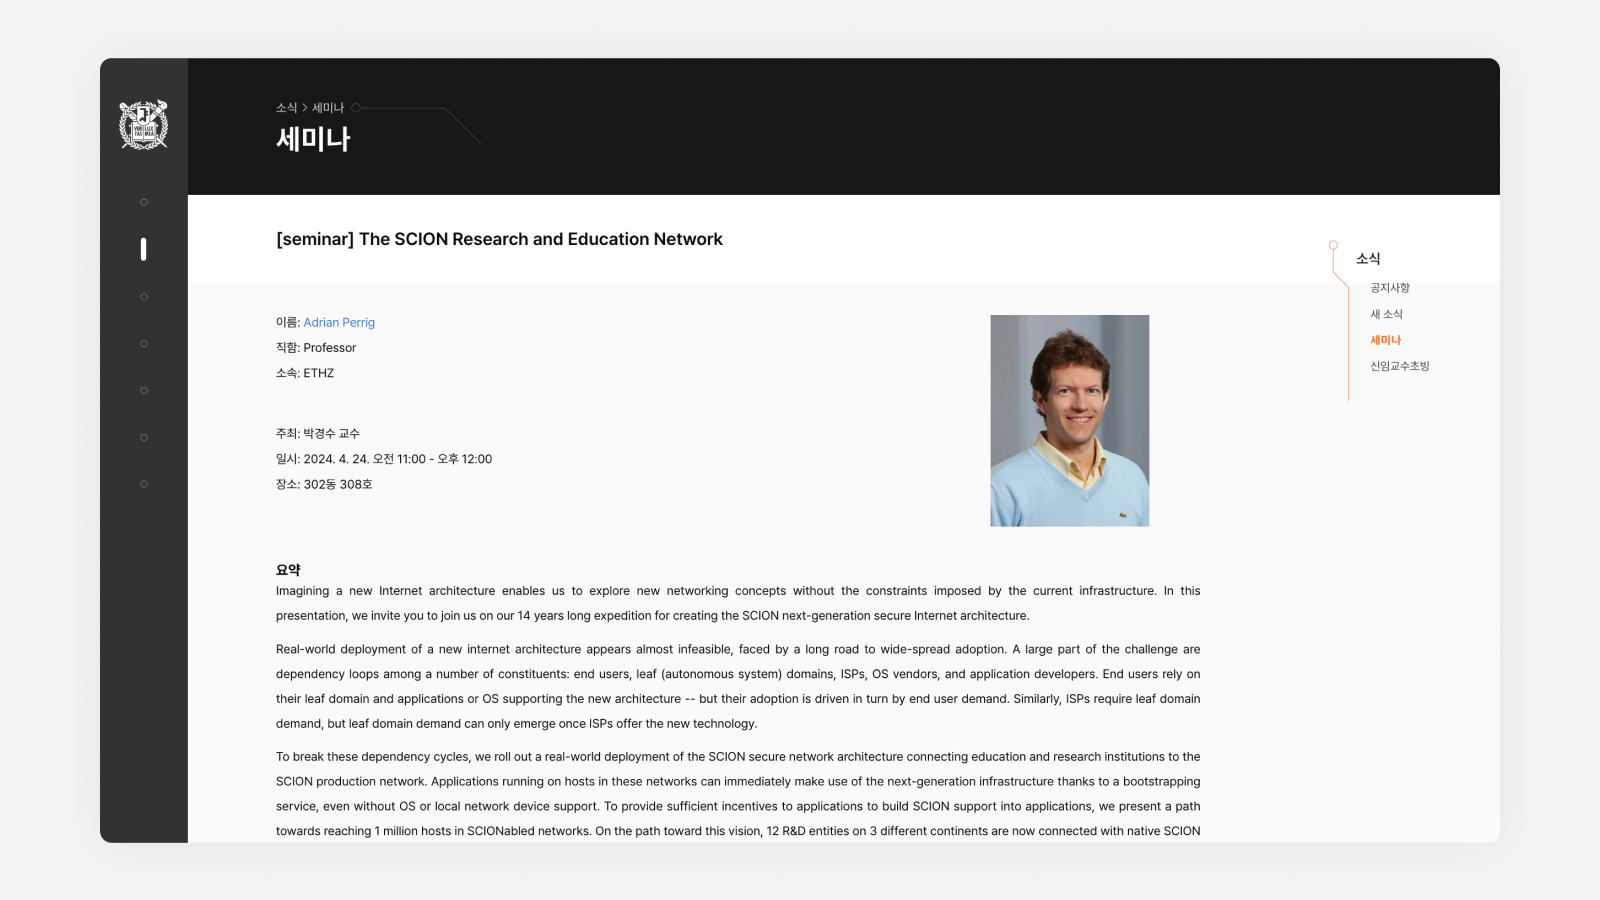 소식 > 세미나
세미나
VERI LUX
TAS MEA
[seminar] The SCION Research and Education Network
이름: Adrian Perrig
직함: Professor
소속: ETHZ
주최: 박경수 교수
일시: 2024. 4. 24. 오전 11:00 - 오후 12:00
장소: 302동 308호
요약
Imagining a new Internet architecture enables us to explore new networking concepts without the constraints imposed by the current infrastructure. In this
presentation, we invite you to join us on our 14 years long expedition for creating the SCION next-generation secure Internet architecture.
Real-world deployment of a new internet architecture appears almost infeasible, faced by a long road to wide-spread adoption. A large part of the challenge are
dependency loops among a number of constituents: end users, leaf (autonomous system) domains, ISPs, OS vendors, and application developers. End users rely on
their leaf domain and applications or OS supporting the new architecture -- but their adoption is driven in turn by end user demand. Similarly, ISPs require leaf domain
demand, but leaf domain demand can only emerge once ISPs offer the new technology.
To break these dependency cycles, we roll out a real-world deployment of the SCION secure network architecture connecting education and research institutions to the
SCION production network. Applications running on hosts in these networks can immediately make use of the next-generation infrastructure thanks to a bootstrapping
service, even without OS or local network device support. To provide sufficient incentives to applications to build SCION support into applications, we present a path
towards reaching 1 million hosts in SCIONabled networks. On the path toward this vision, 12 R&D entities on 3 different continents are now connected with native SCION
소식
공지사항
새 소식
세미나
신임교수초빙